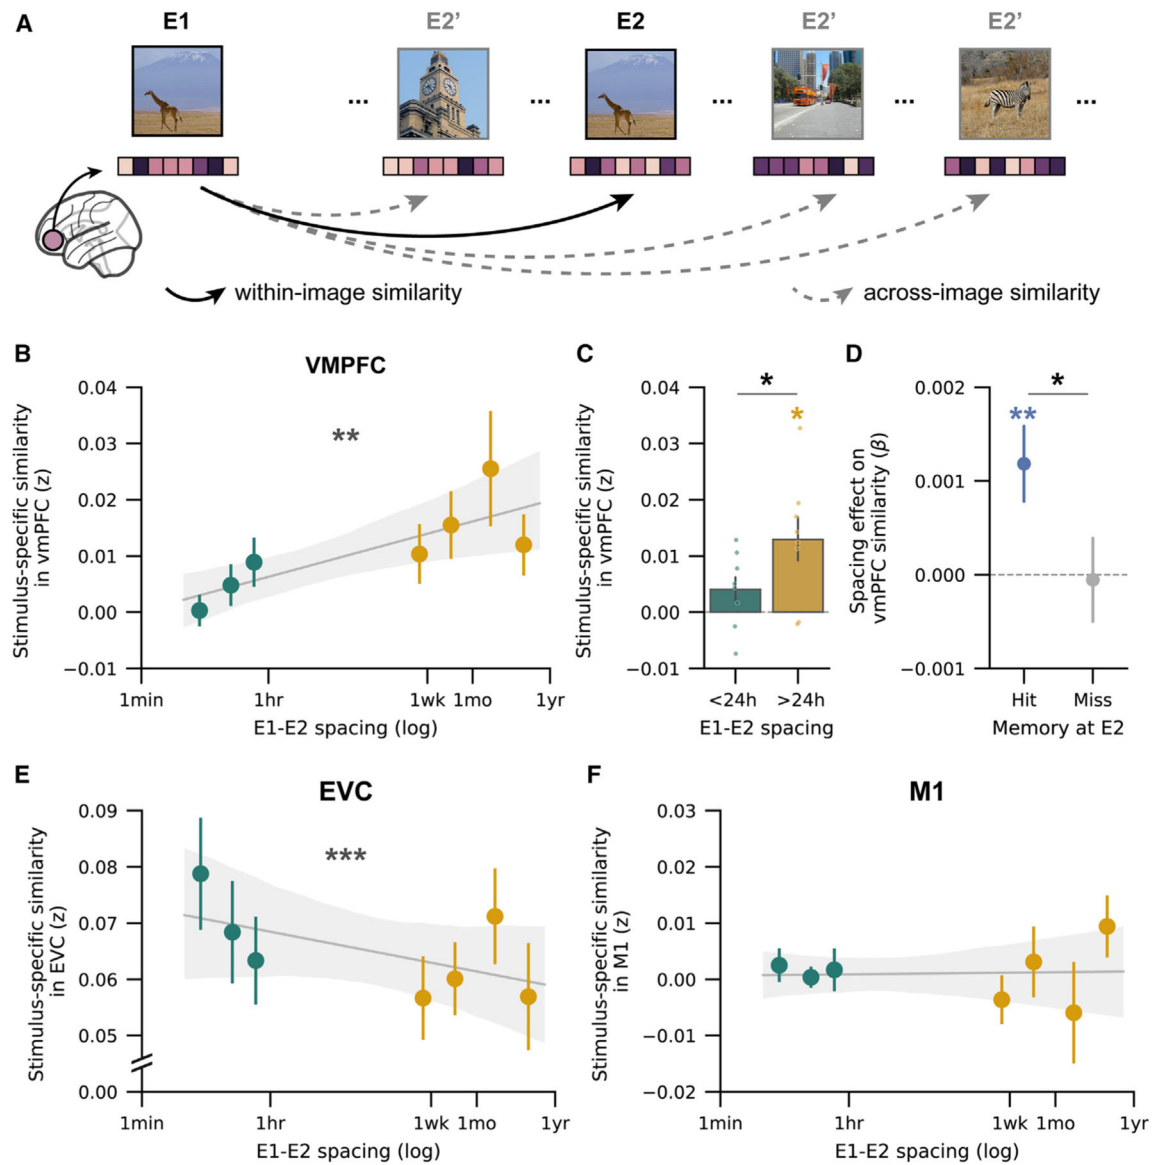 A
E1
E2’
E2
E2’
E2’
...
...
...
...
...
within-image similarity
across-image similarity
B
VMPFC
Stimulus-specific similarity
in vmPFC (z)
0.04
0.03
0.02
0.01
0.00
−0.01
**
1min
1hr
1wk
1mo
1yr
E1-E2 spacing (log)
C
Stimulus-specific similarity
in vmPFC (z)
0.04
0.03
0.02
0.01
0.00
−0.01
*
*
<24h
>24h
E1-E2 spacing
D
Spacing effect on
vmPFC similarity (β)
0.002
0.001
0.000
−0.001
*
**
Hit
Miss
Memory at E2
E
EVC
Stimulus-specific similarity
in EVC (z)
0.09
0.08
0.07
0.06
0.05
0.00
***
1min
1hr
1wk
1mo
1yr
E1-E2 spacing (log)
F
M1
Stimulus-specific similarity
in M1 (z)
0.03
0.02
0.01
0.00
−0.01
−0.02
1min
1hr
1wk
1mo
1yr
E1-E2 spacing (log)